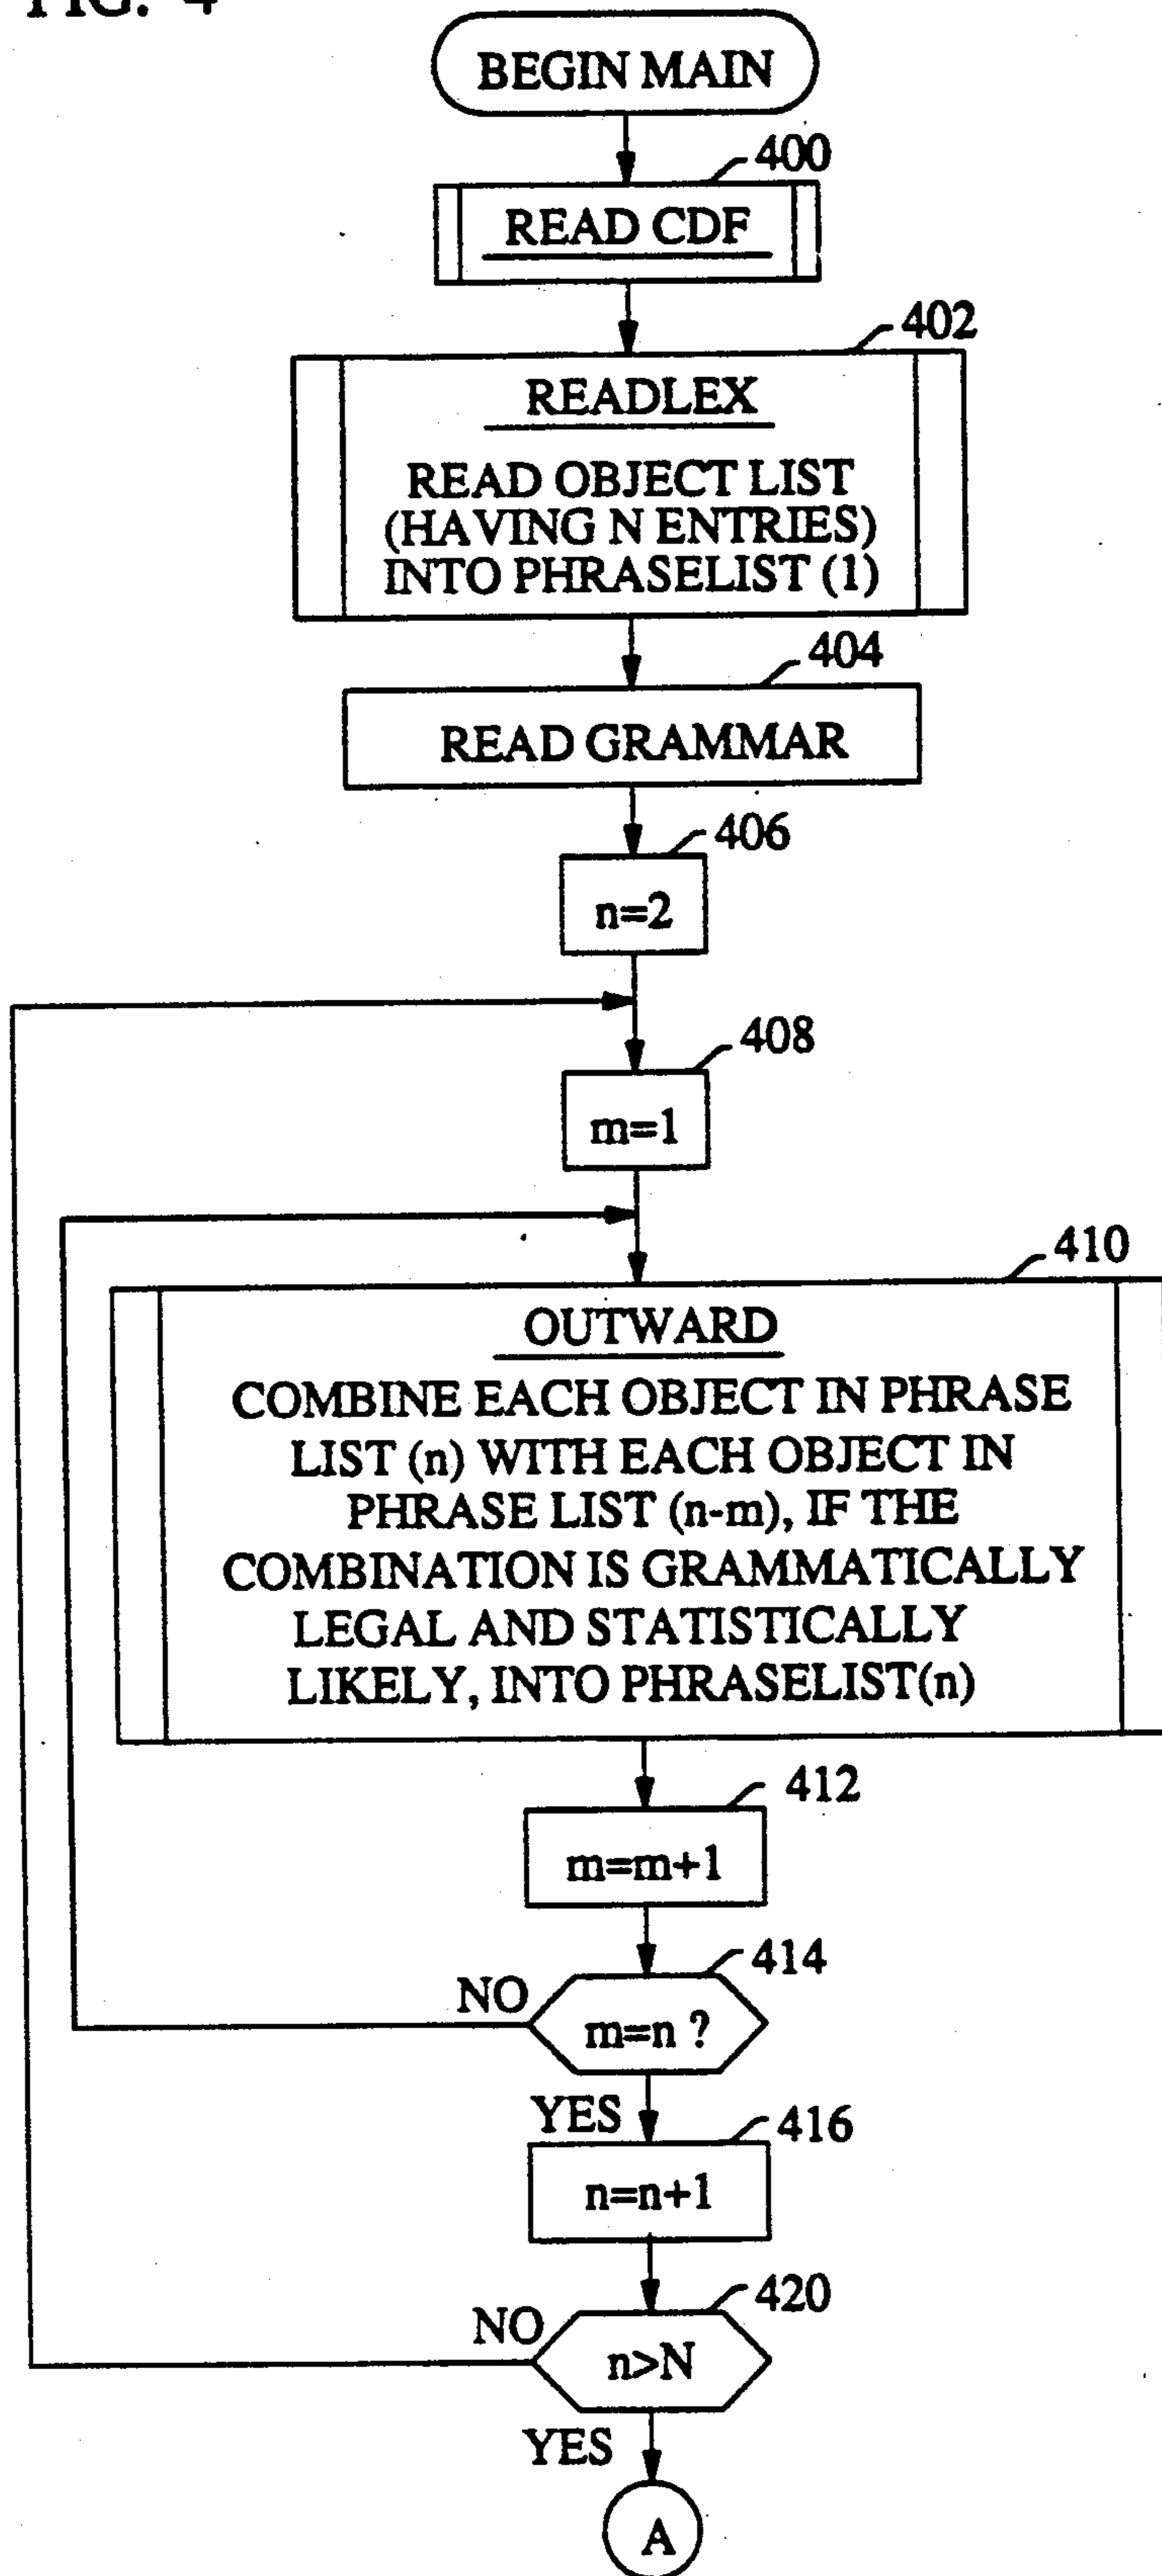 FIG. 4
BEGIN MAIN
400
READ CDF
402
READLEX
READ OBJECT LIST
(HAVING N ENTRIES)
INTO PHRASELIST (1)
404
READ GRAMMAR
406
n=2
408
m=1
410
OUTWARD
COMBINE EACH OBJECT IN PHRASE
LIST (n) WITH EACH OBJECT IN
PHRASE LIST (n-m), IF THE
COMBINATION IS GRAMMATICALLY
LEGAL AND STATISTICALLY
LIKELY, INTO PHRASELIST(n)
412
m=m+1
414
NO
m=n ?
YES
416
n=n+1
420
NO
n>N
YES
A